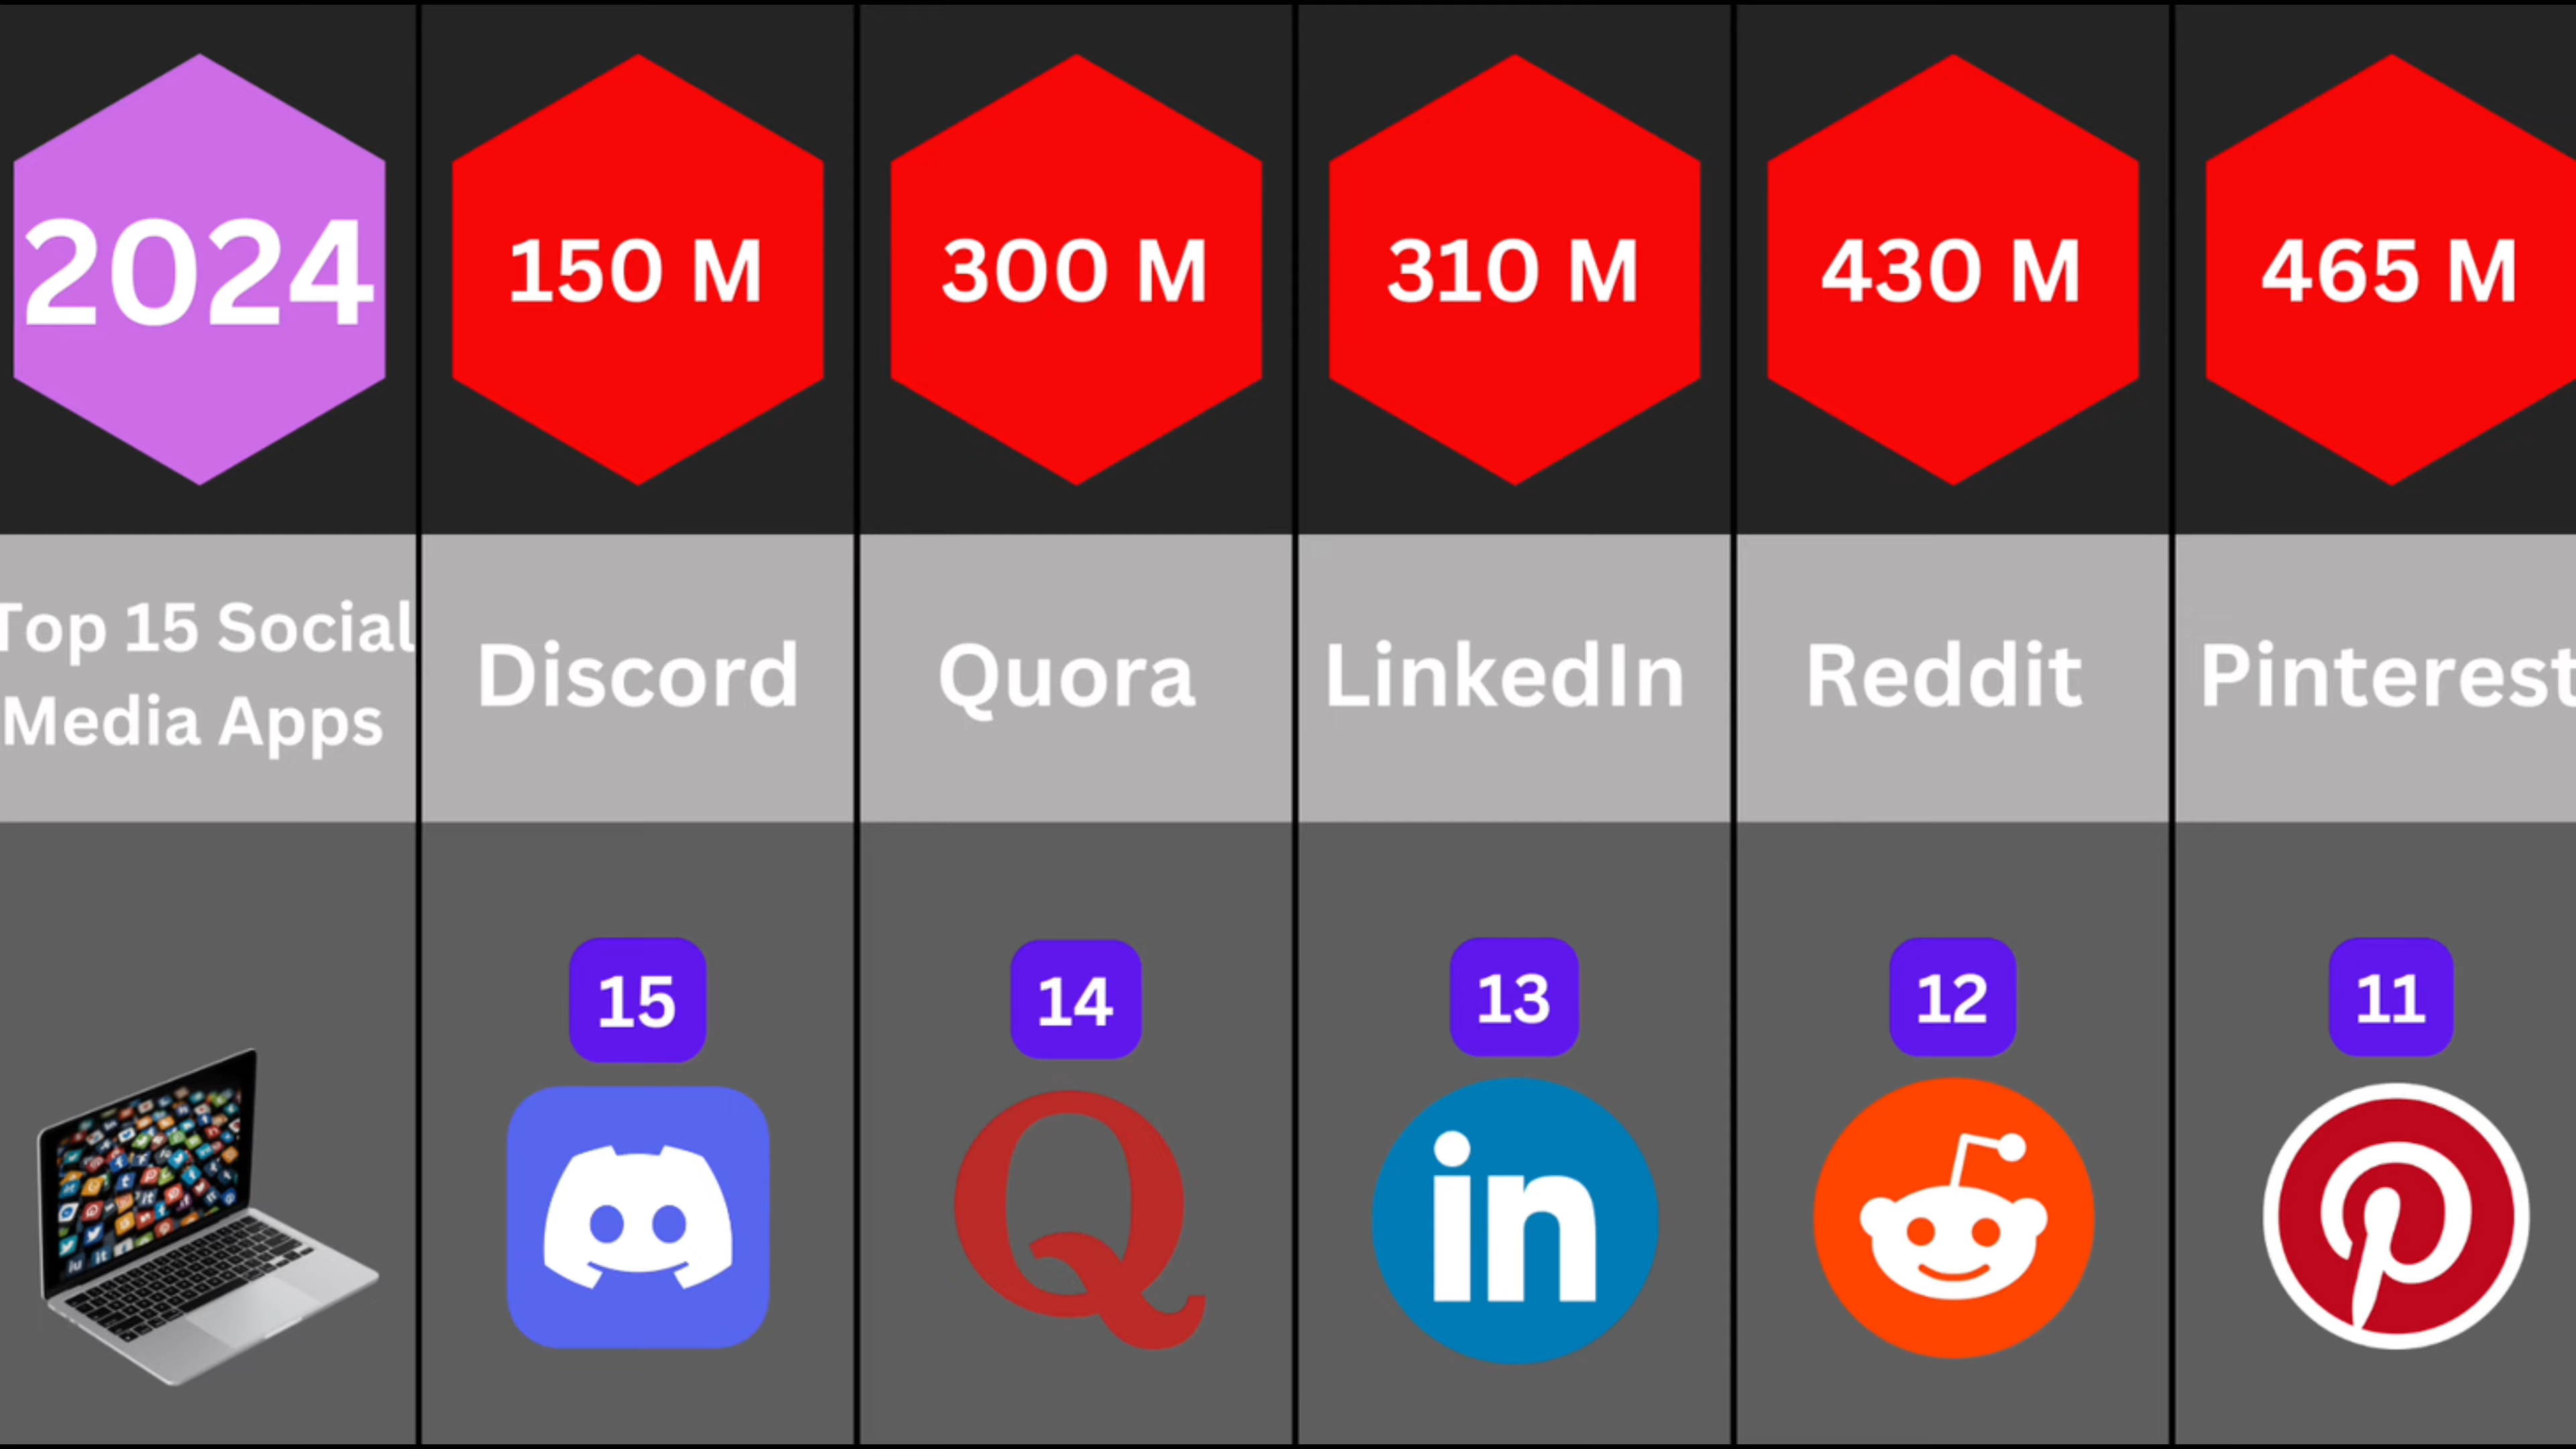 2024
Top 15 Social
Media Apps
150 M
Discord
15
300 M
Quora
14
Q
310 M
LinkedIn
13
in
430 M
Reddit
12
465 M
Pinterest
11